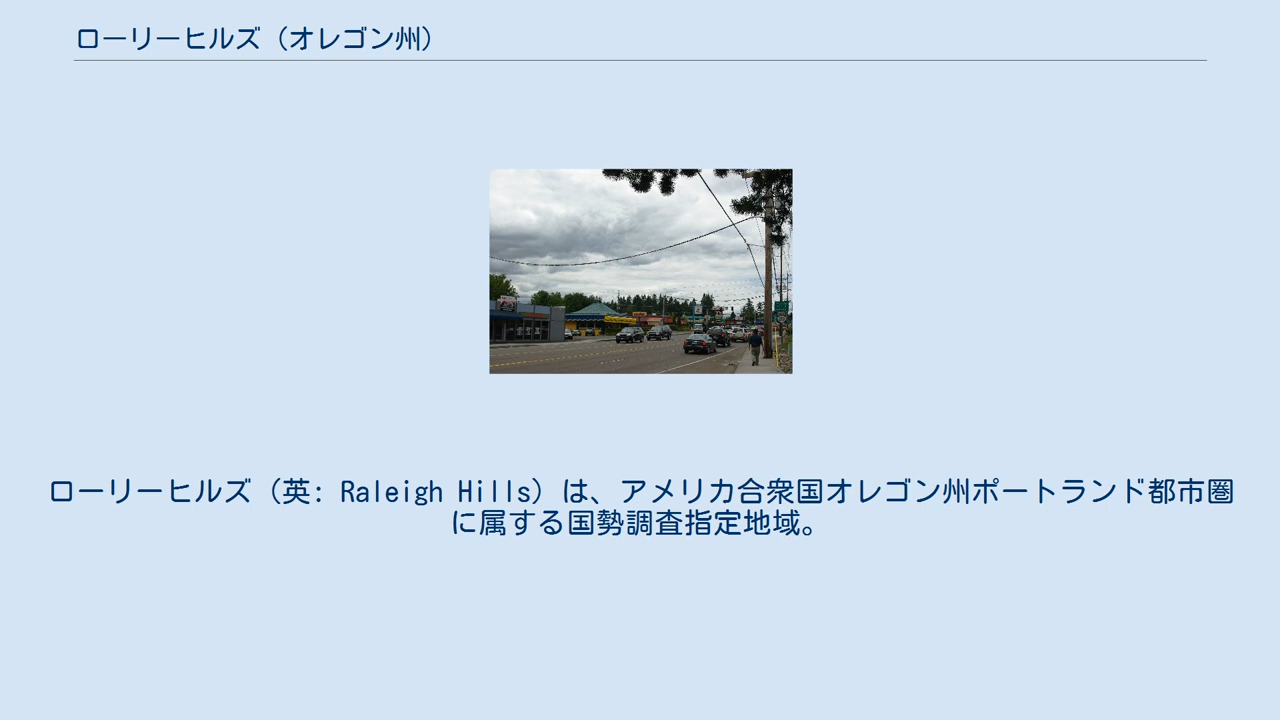 ローリーヒルズ（オレゴン州）
ローリーヒルズ（英: Raleigh Hills）は、アメリカ合衆国オレゴン州ポートランド都市圏
に属する国勢調査指定地域。